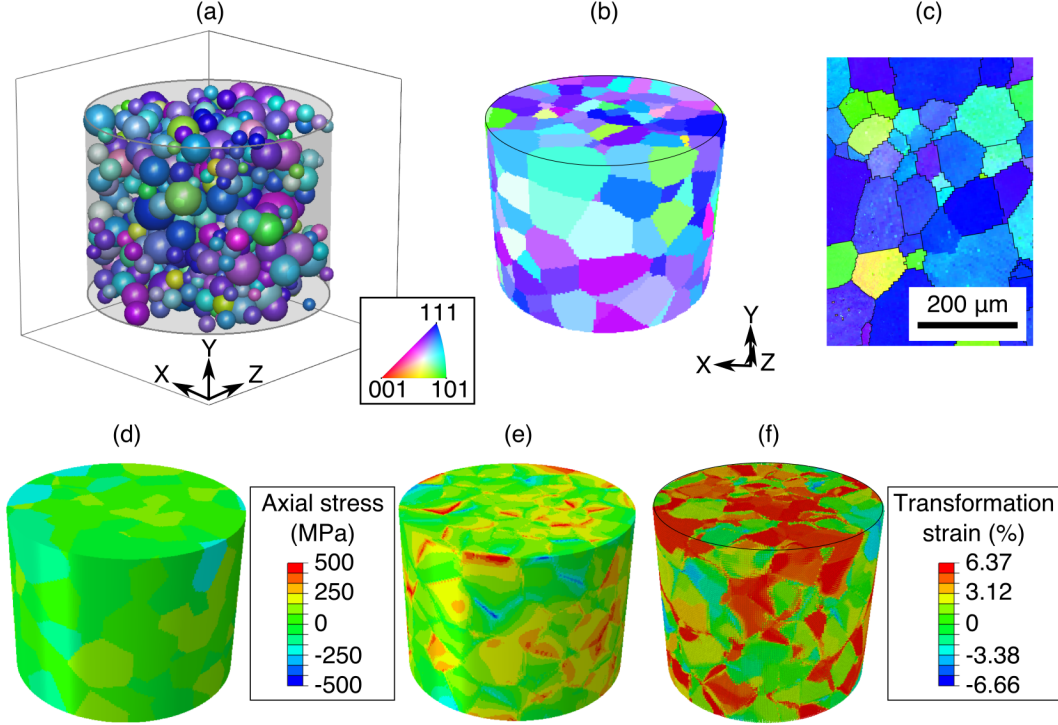 (a)
(b)
(c)
111
001
101
Y
X
Z
Y
X
Z
200 µm
(d)
(e)
(f)
Axial stress
(MPa)
500
250
0
-250
-500
Transformation
strain (%)
6.37
3.12
0
-3.38
-6.66